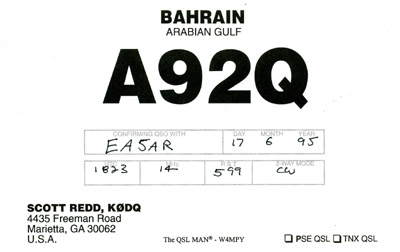 BAHRAIN
ARABIAN GULF
A92Q
CONFIRMING QSO WITH DAY MONTH YEAR
EA5AR 17 6 95
UTC MHz R S T 2-WAY MODE
1823 14 599 CW
SCOTT REDD, KØDQ
4435 Freeman Road
Marietta, GA 30062
U.S.A.
The QSL MAN® - W4MPY
PSE QSL TNX QSL